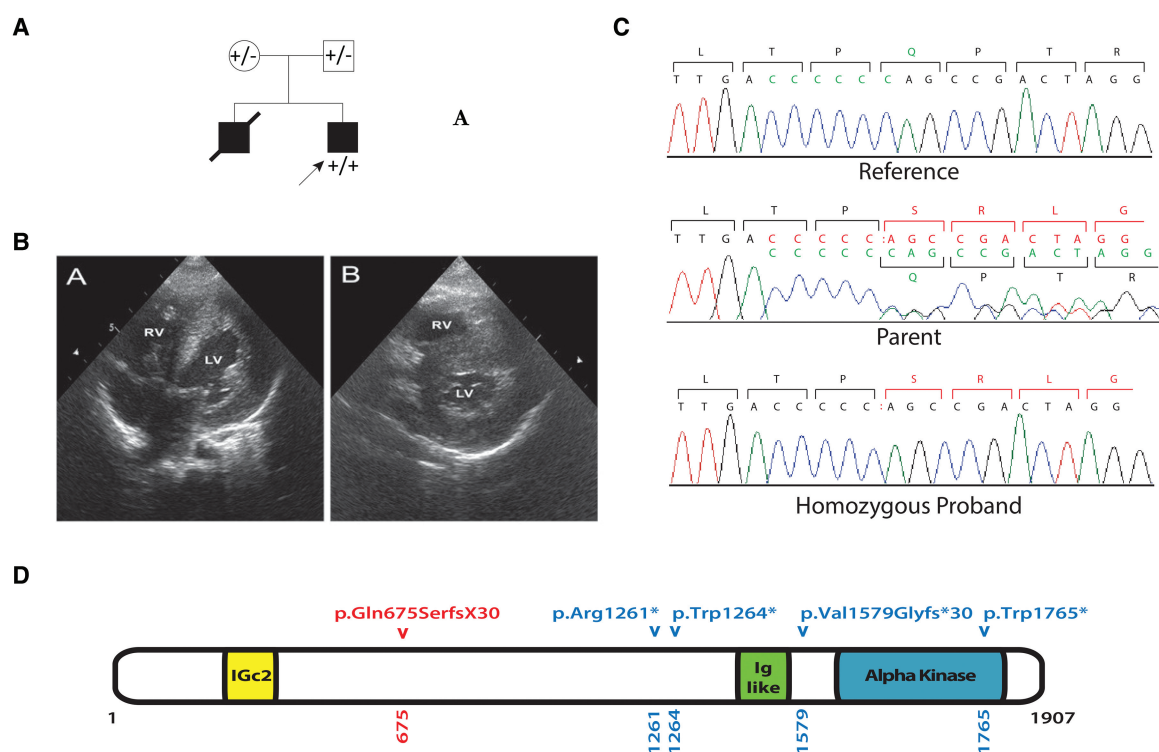 A
+/-
+/-
A
+/+
B
A
5
RV
LV
B
RV
LV
C
L T P Q P T R
T T G A C C C C C C A G C C G A C T A G G
Reference
L T P S R L G
T T G A C C C C C :A G C C G A C T A G G
C C C C C C A G C C G A C T A G G
Q P T R
Parent
L T P S R L G
T T G A C C C C C :A G C C G A C T A G G
Homozygous Proband
D
p.Gln675SerfsX30
p.Arg1261*
p.Trp1264*
p.Val1579Glyfs*30
p.Trp1765*
IGc2
Ig
like
Alpha Kinase
1
675
1261
1264
1579
1765
1907